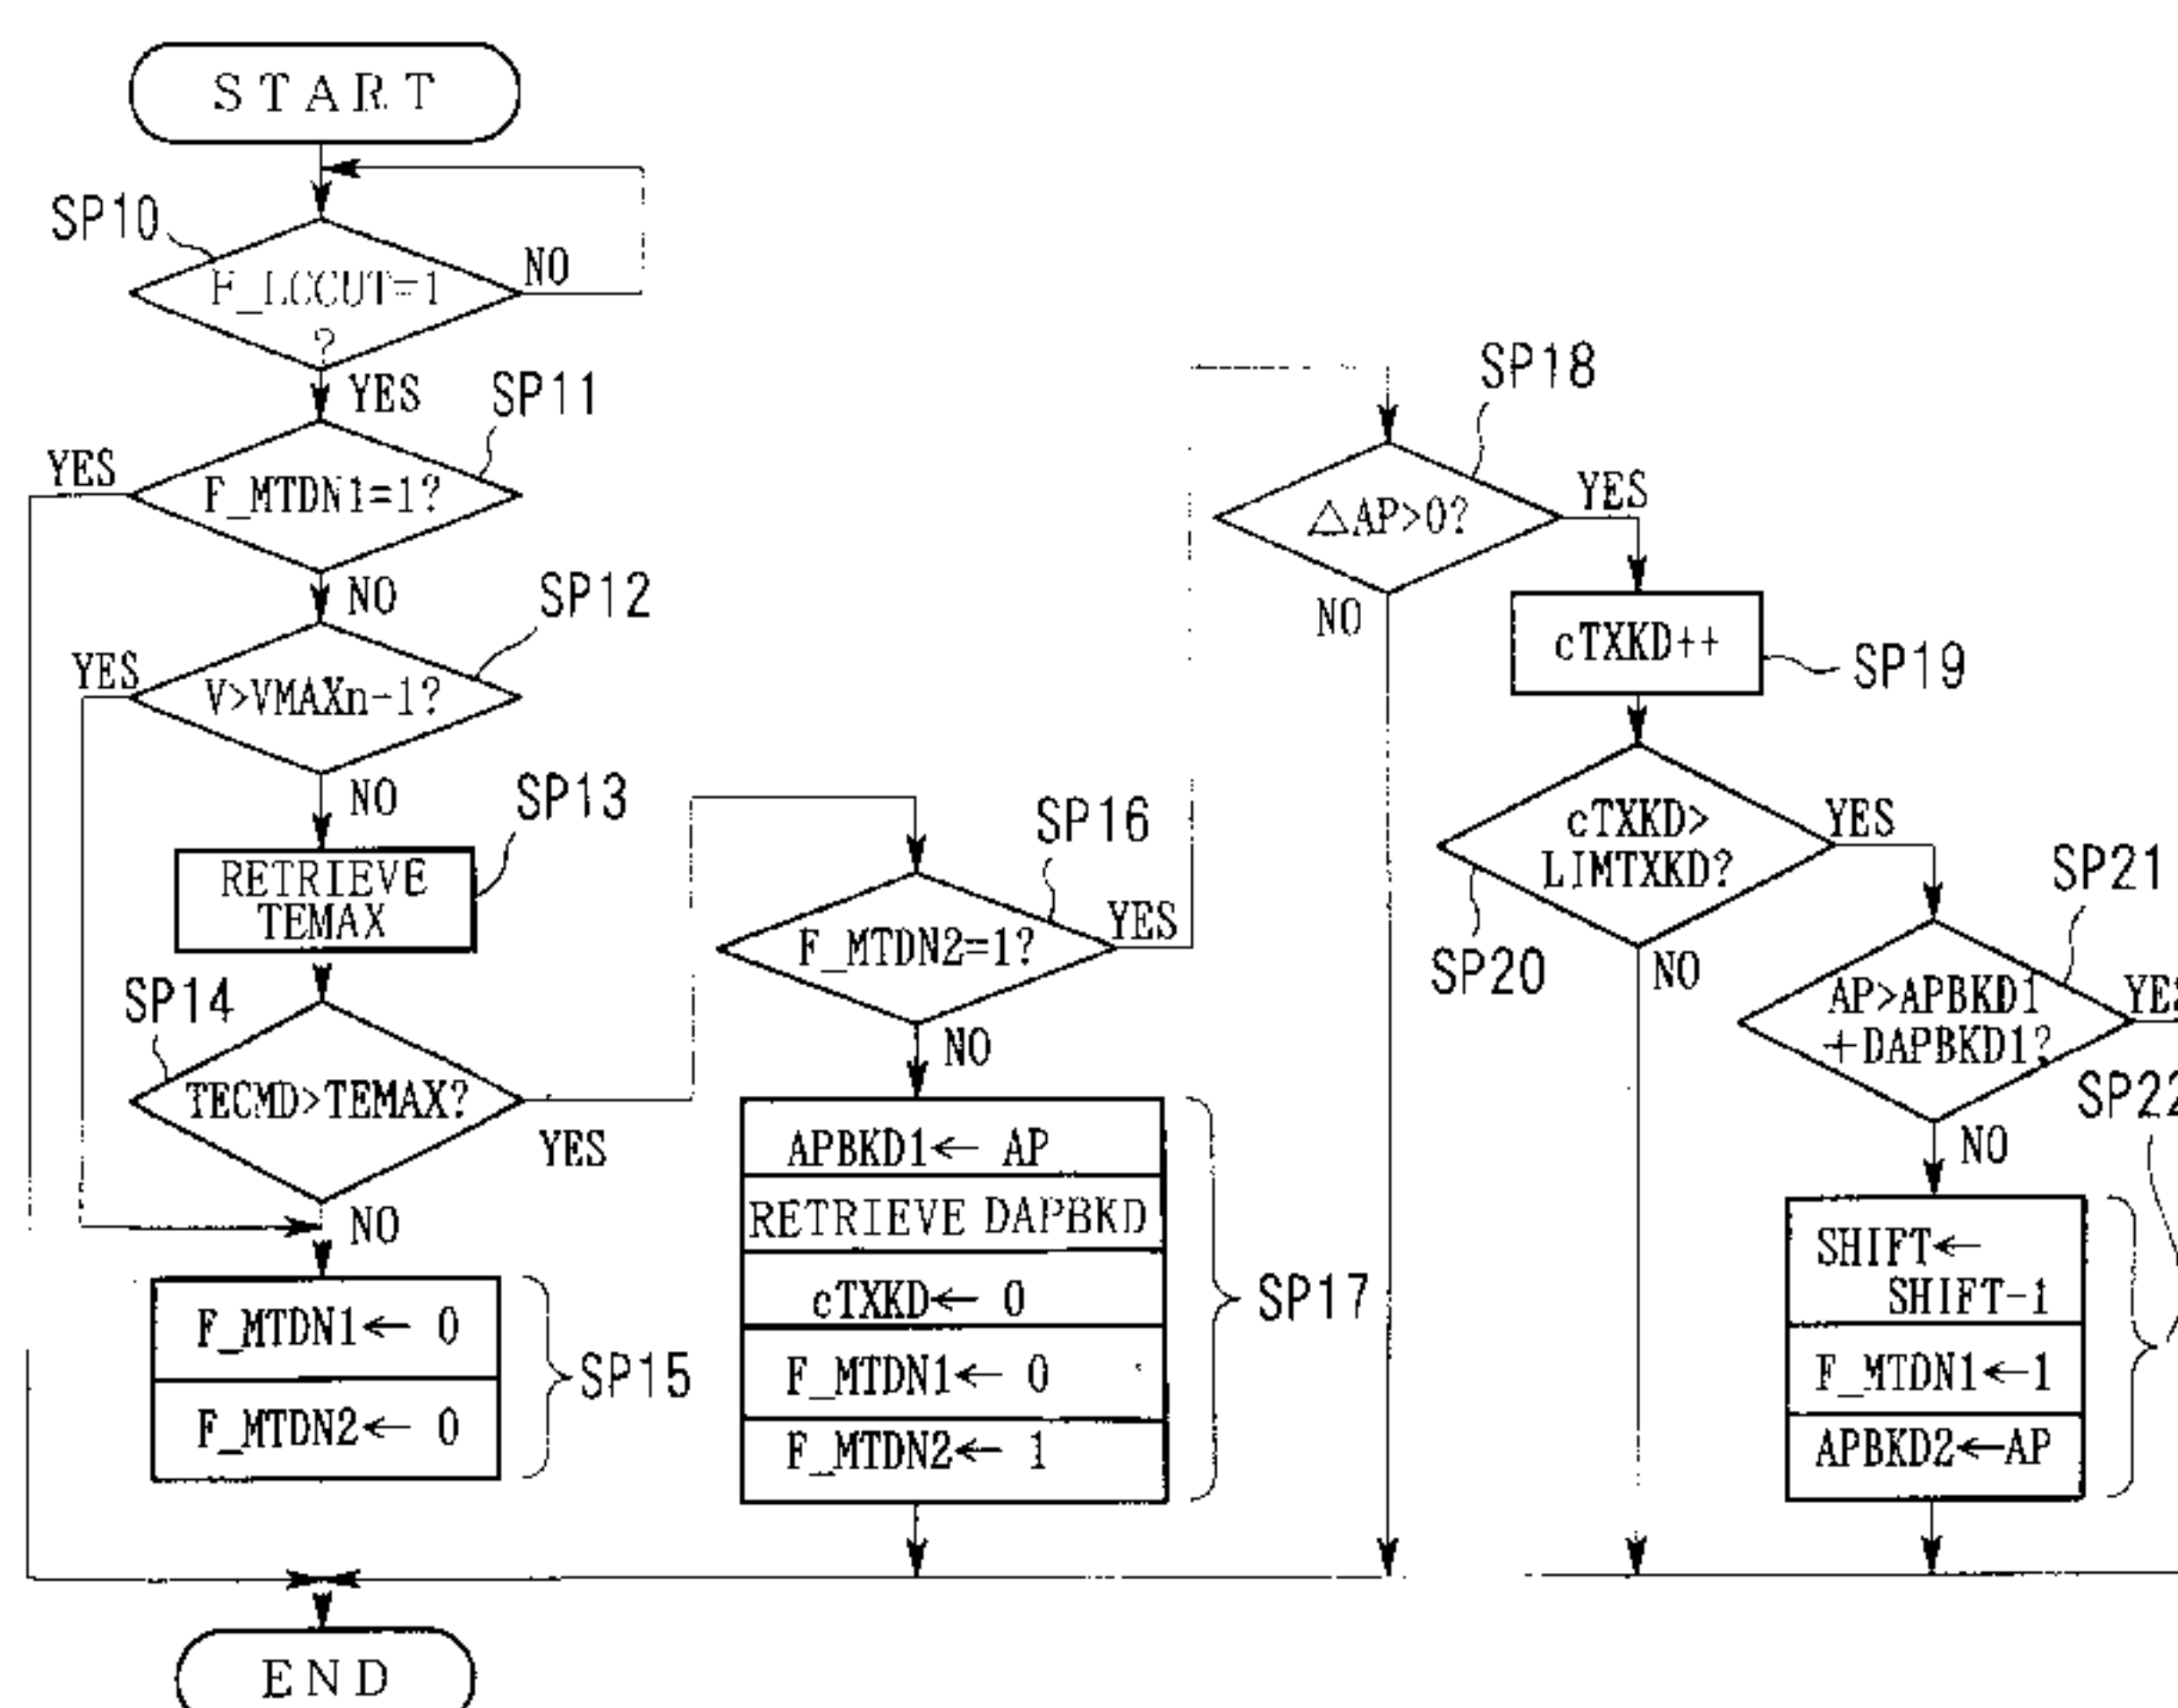 START
SP10
F_LCCUT=1
?
NO
YES
SP11
YES
F_MTDN1=1?
NO
SP12
YES
V>VMAXn-1?
NO
SP13
RETRIEVE
TEMAX
SP14
TECMD>TEMAX?
YES
NO
F_MTDN1← 0
F_MTDN2← 0
SP15
SP16
F_MTDN2=1?
YES
NO
APBKD1← AP
RETRIEVE DAPBKD
cTXKD← 0
F_MTDN1← 0
F_MTDN2← 1
SP17
SP18
△AP>0?
YES
NO
cTXKD++
SP19
cTXKD>
LIMTXKD?
YES
SP20
NO
SP21
AP>APBKD1
+DAPBKD1?
YES
SP22
NO
SHIFT←
SHIFT-1
F_MTDN1←1
APBKD2←AP
END